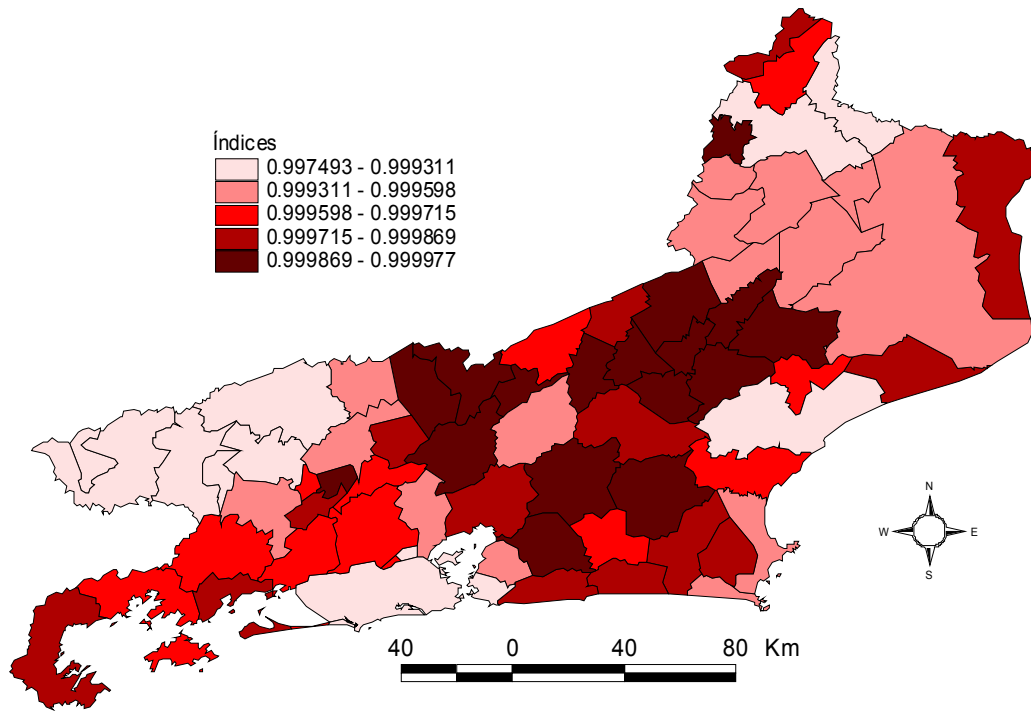 Índices
0.997493 - 0.999311
0.999311 - 0.999598
0.999598 - 0.999715
0.999715 - 0.999869
0.999869 - 0.999977
N
W E
S
40 0 40 80 Km